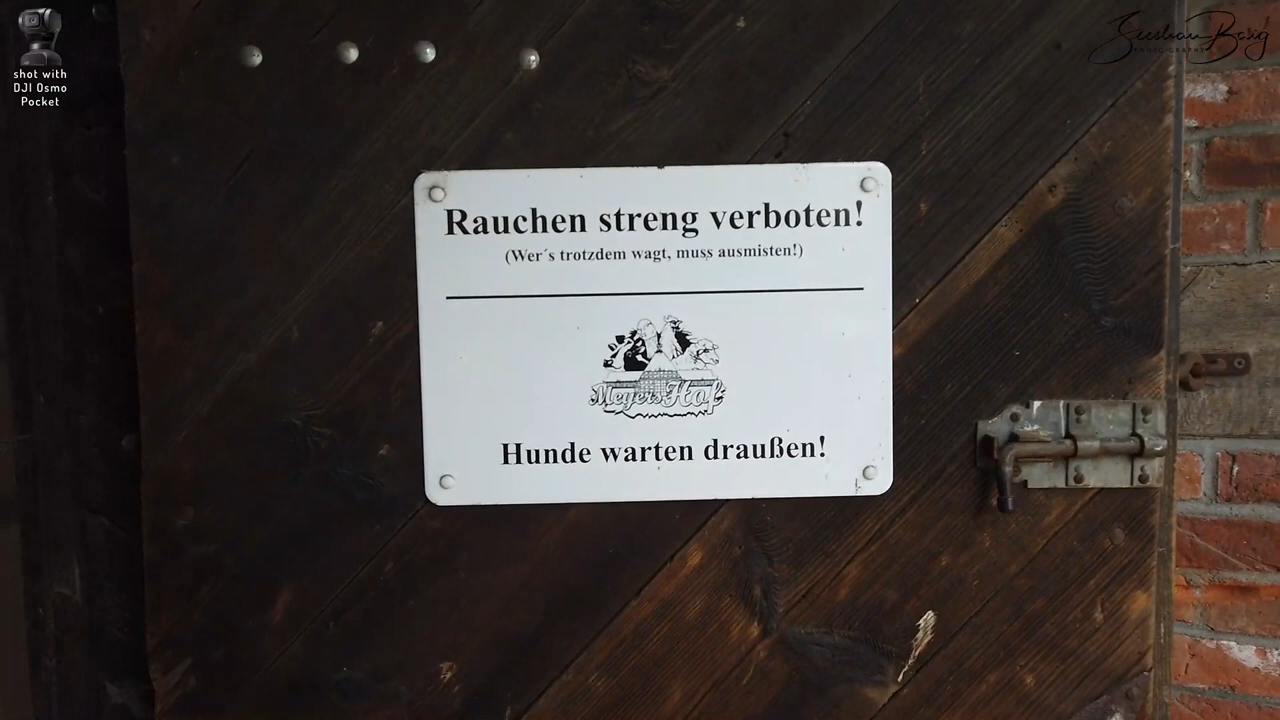 shot with
DJI Osmo
Pocket
Rauchen streng verboten!
(Wer´s trotzdem wagt, muss ausmisten!)
Meyers Hof
Hunde warten draußen!